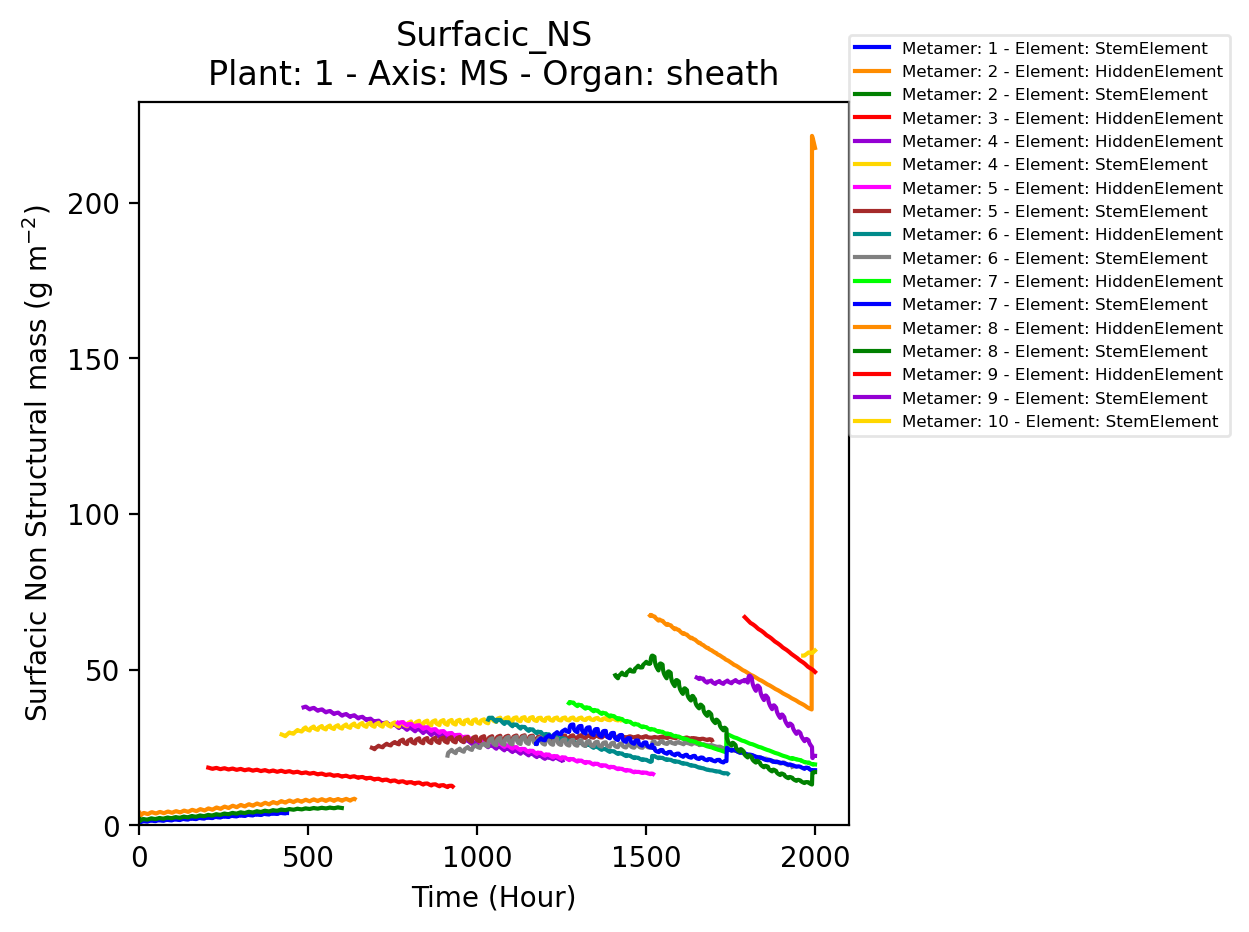 Surfacic_NS
Plant: 1 - Axis: MS - Organ: sheath
Metamer: 1 - Element: StemElement
Metamer: 2 - Element: HiddenElement
Metamer: 2 - Element: StemElement
Metamer: 3 - Element: HiddenElement
Metamer: 4 - Element: HiddenElement
Metamer: 4 - Element: StemElement
Metamer: 5 - Element: HiddenElement
Metamer: 5 - Element: StemElement
Metamer: 6 - Element: HiddenElement
Metamer: 6 - Element: StemElement
Metamer: 7 - Element: HiddenElement
Metamer: 7 - Element: StemElement
Metamer: 8 - Element: HiddenElement
Metamer: 8 - Element: StemElement
Metamer: 9 - Element: HiddenElement
Metamer: 9 - Element: StemElement
Metamer: 10 - Element: StemElement
Surfacic Non Structural mass (g m⁻²)
200
150
100
50
0
0 500 1000 1500 2000
Time (Hour)